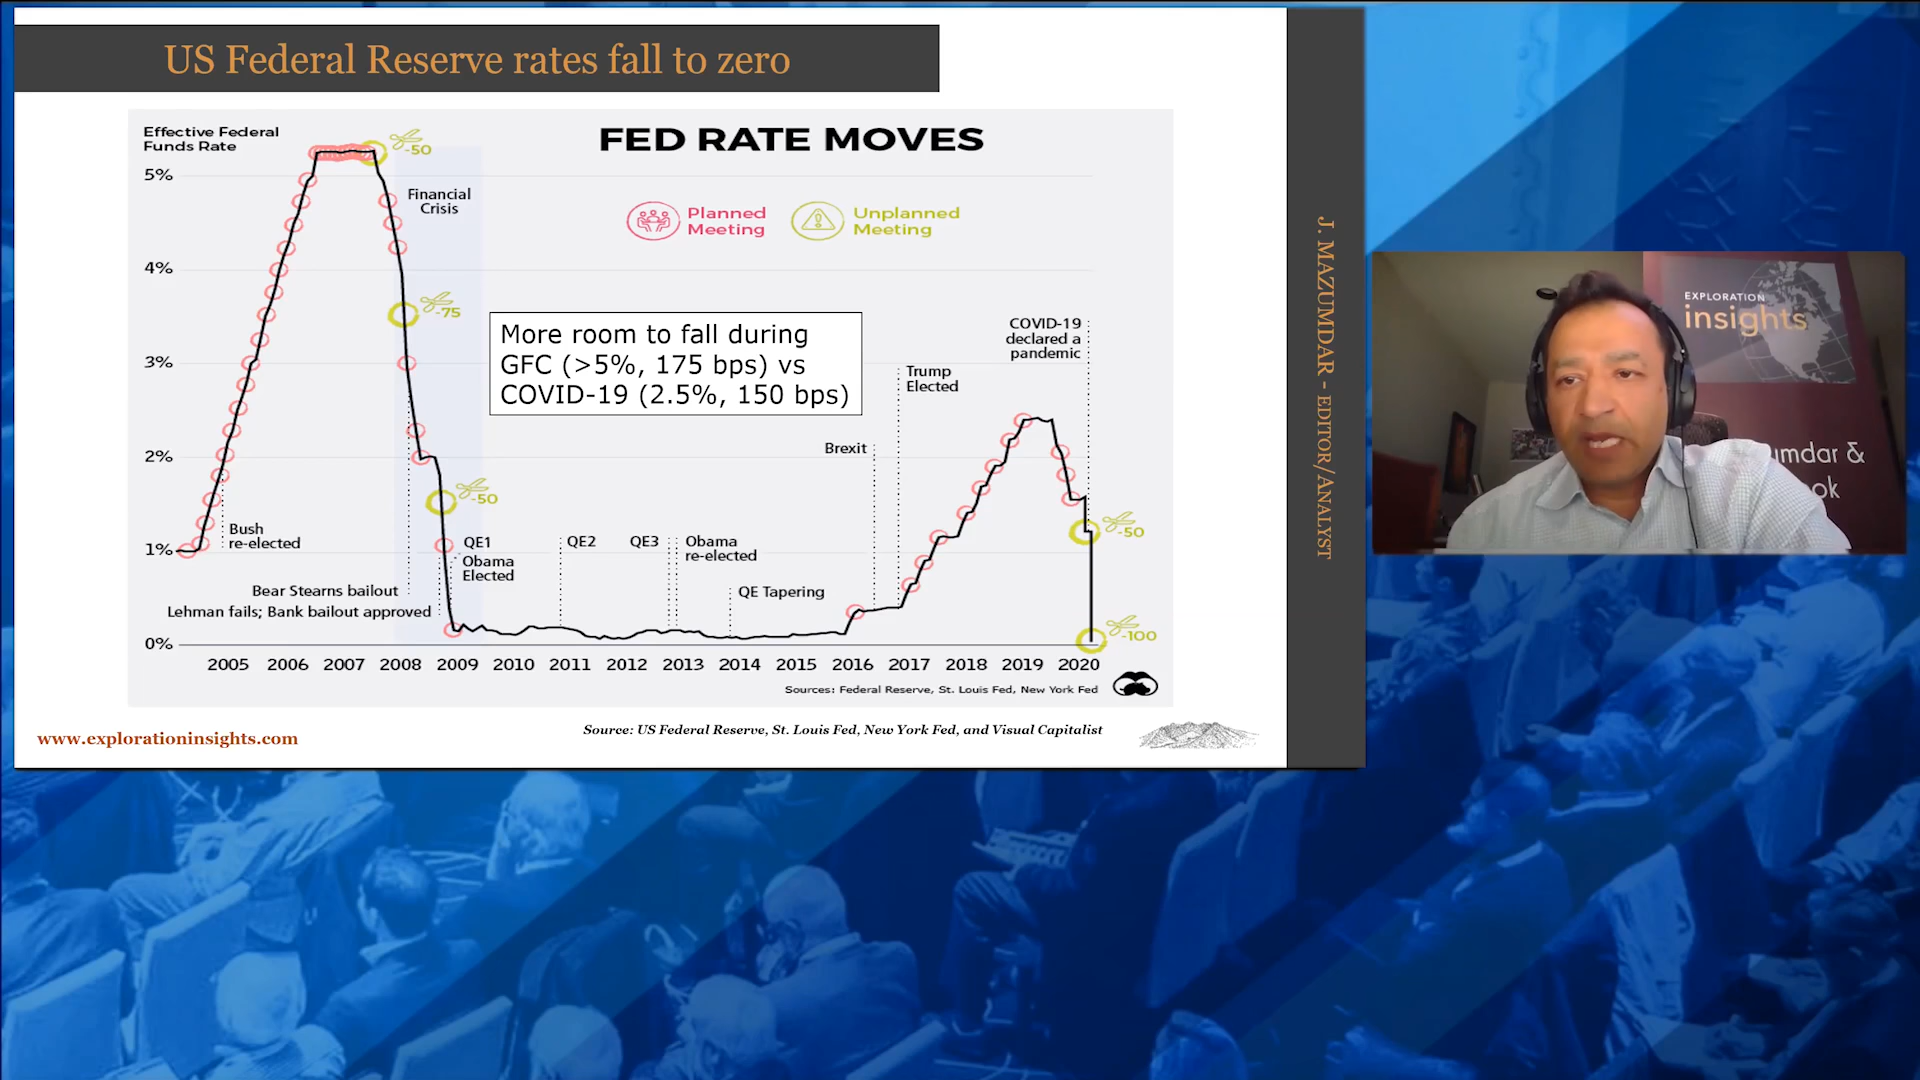 US Federal Reserve rates fall to zero
Effective Federal
Funds Rate
FED RATE MOVES
5%
4%
3%
2%
1%
0%
-50
Financial
Crisis
Planned
Meeting
Unplanned
Meeting
-75
More room to fall during
GFC (>5%, 175 bps) vs
COVID-19 (2.5%, 150 bps)
COVID-19
declared a
pandemic
Trump
Elected
Brexit
-50
Bush
re-elected
QE1
Obama
Elected
QE2
QE3
Obama
re-elected
-50
Bear Stearns bailout
QE Tapering
Lehman fails; Bank bailout approved
-100
2005 2006 2007 2008 2009 2010 2011 2012 2013 2014 2015 2016 2017 2018 2019 2020
Sources: Federal Reserve, St. Louis Fed, New York Fed
www.explorationinsights.com
Source: US Federal Reserve, St. Louis Fed, New York Fed, and Visual Capitalist
J. MAZUMDAR - EDITOR/ANALYST
EXPLORATION
insights
umdar &
ok